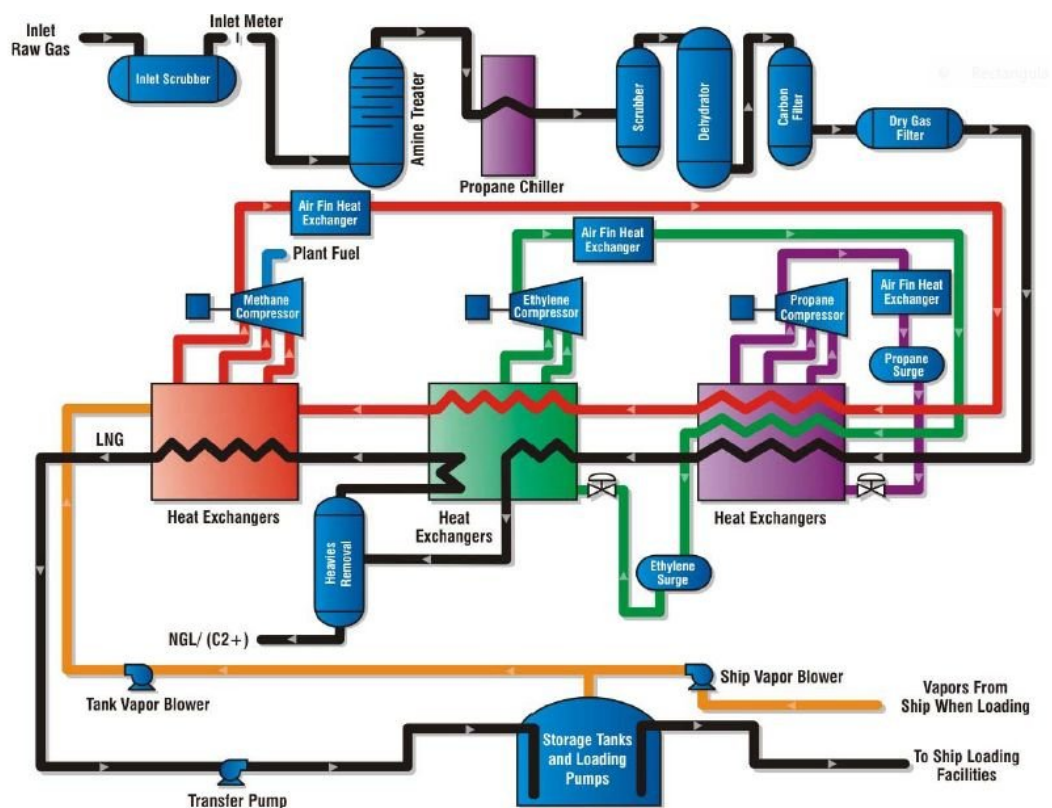 Inlet
Raw Gas
Inlet Meter
Inlet Scrubber
Amine Treater
Propane Chiller
Scrubber
Dehydrator
Carbon
Filter
Dry Gas
Filter
Rectangula
Air Fin Heat
Exchanger
Plant Fuel
Methane
Compressor
Air Fin Heat
Exchanger
Ethylene
Compressor
Propane
Compressor
Air Fin Heat
Exchanger
Propane
Surge
LNG
Heat Exchangers
Heat
Exchangers
Heat Exchangers
Heavies
Removal
Ethylene
Surge
NGL/ (C2+)
Tank Vapor Blower
Ship Vapor Blower
Vapors From
Ship When Loading
Storage Tanks
and Loading
Pumps
Transfer Pump
To Ship Loading
Facilities